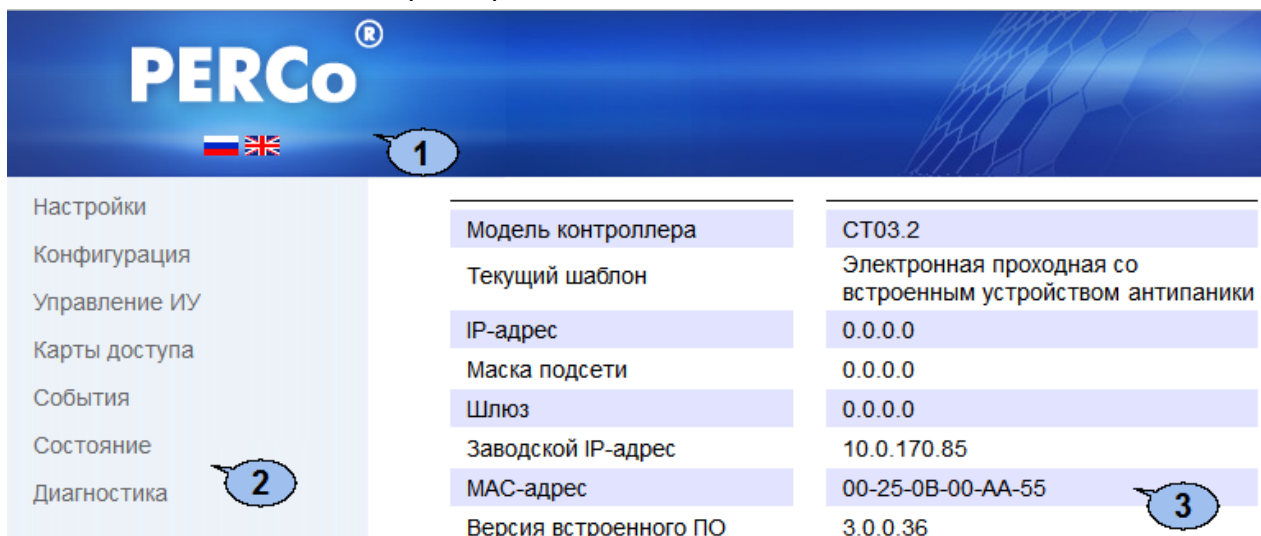 PERCo®
1
Настройки
Конфигурация
Управление ИУ
Карты доступа
События
Состояние
Диагностика
2
Модель контроллера CT03.2
Текущий шаблон Электронная проходная со
встроенным устройством антипаники
IP-адрес 0.0.0.0
Маска подсети 0.0.0.0
Шлюз 0.0.0.0
Заводской IP-адрес 10.0.170.85
MAC-адрес 00-25-0B-00-AA-55
3
Версия встроенного ПО 3.0.0.36